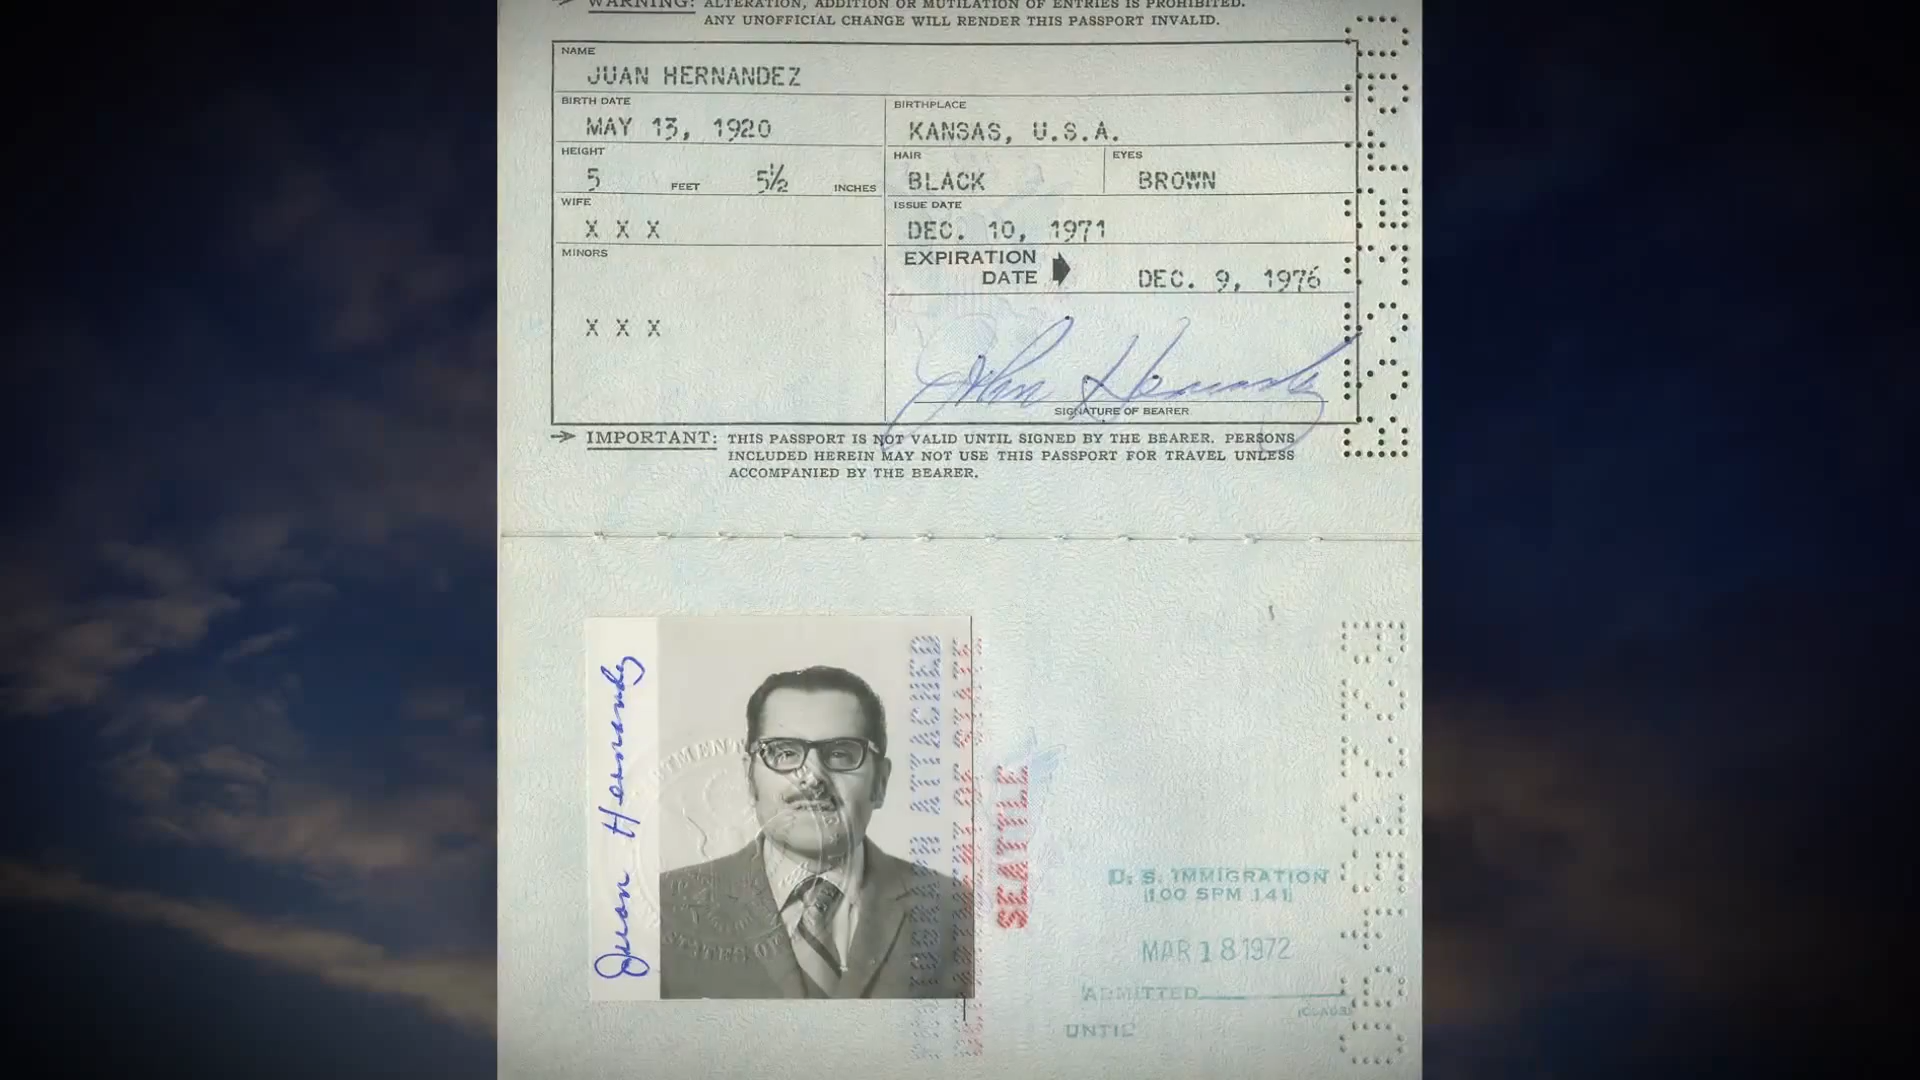 WARNING: ALTERATION, ADDITION OR MUTILATION OF ENTRIES IS PROHIBITED.
ANY UNOFFICIAL CHANGE WILL RENDER THIS PASSPORT INVALID.
NAME
JUAN HERNANDEZ
BIRTH DATE
MAY 13, 1920
BIRTHPLACE
KANSAS, U.S.A.
HEIGHT
5 FEET 5½ INCHES
HAIR
BLACK
EYES
BROWN
WIFE
X X X
ISSUE DATE
DEC. 10, 1971
MINORS
X X X
EXPIRATION
DATE
DEC. 9, 1976
John Hernandez
SIGNATURE OF BEARER
IMPORTANT: THIS PASSPORT IS NOT VALID UNTIL SIGNED BY THE BEARER. PERSONS
INCLUDED HEREIN MAY NOT USE THIS PASSPORT FOR TRAVEL UNLESS
ACCOMPANIED BY THE BEARER.
Juan Hernandez
SEATTLE
U. S. IMMIGRATION
100 SPM 141
MAR 18 1972
ADMITTED
(CLASS)
UNTIL